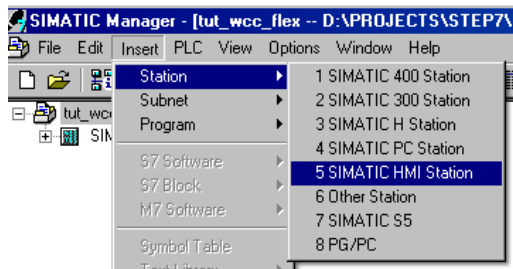 SIMATIC Manager - [tut_wcc_flex -- D:\PROJECTS\STEP7\
File Edit Insert PLC View Options Window Help
Station
Subnet
Program
S7 Software
S7 Block
M7 Software
Symbol Table
1 SIMATIC 400 Station
2 SIMATIC 300 Station
3 SIMATIC H Station
4 SIMATIC PC Station
5 SIMATIC HMI Station
6 Other Station
7 SIMATIC S5
8 PG/PC
tut_wc
SIM